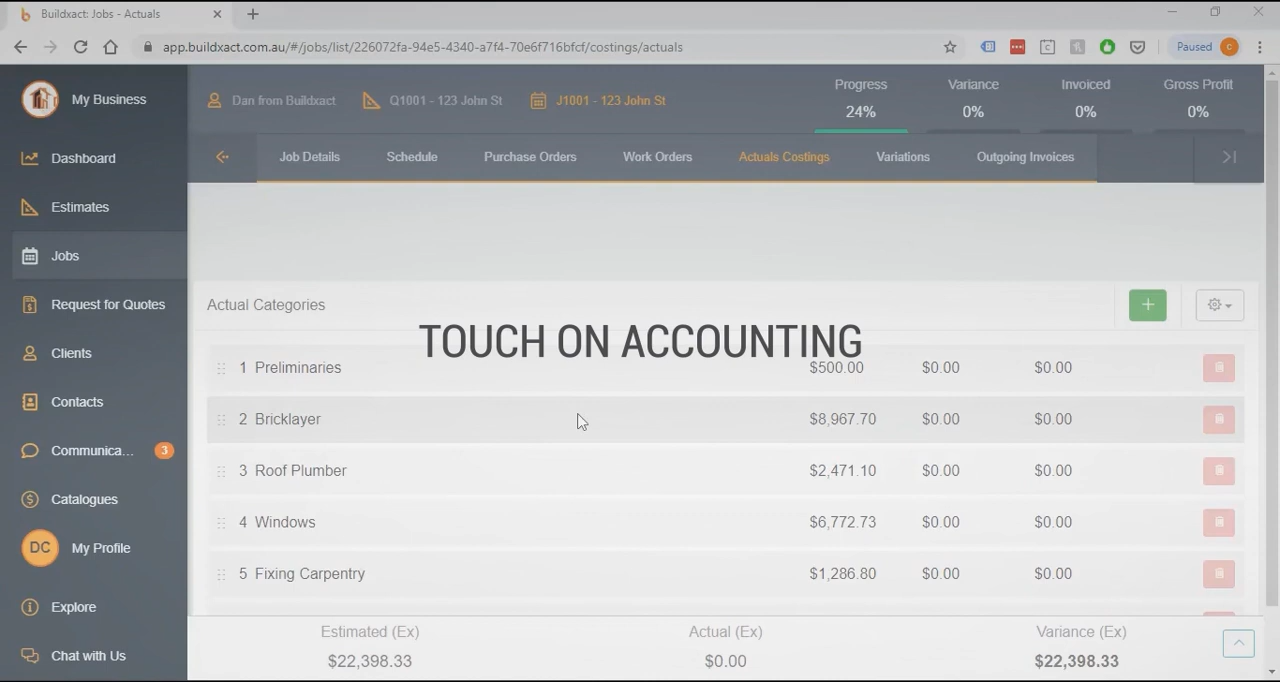 Buildxact: Jobs - Actuals
app.buildxact.com.au/#/jobs/list/226072fa-94e5-4340-a7f4-70e6f716bfcf/costings/actuals
Paused
c
My Business
Dan from Buildxact
Q1001 - 123 John St
J1001 - 123 John St
Progress
24%
Variance
0%
Invoiced
0%
Gross Profit
0%
Job Details
Schedule
Purchase Orders
Work Orders
Actuals Costings
Variations
Outgoing Invoices
Dashboard
Estimates
Jobs
Request for Quotes
Clients
Contacts
Communica...
3
Catalogues
DC
My Profile
Explore
Chat with Us
Actual Categories
TOUCH ON ACCOUNTING
1 Preliminaries $500.00 $0.00 $0.00
2 Bricklayer $8,967.70 $0.00 $0.00
3 Roof Plumber $2,471.10 $0.00 $0.00
4 Windows $6,772.73 $0.00 $0.00
5 Fixing Carpentry $1,286.80 $0.00 $0.00
Estimated (Ex)
$22,398.33
Actual (Ex)
$0.00
Variance (Ex)
$22,398.33